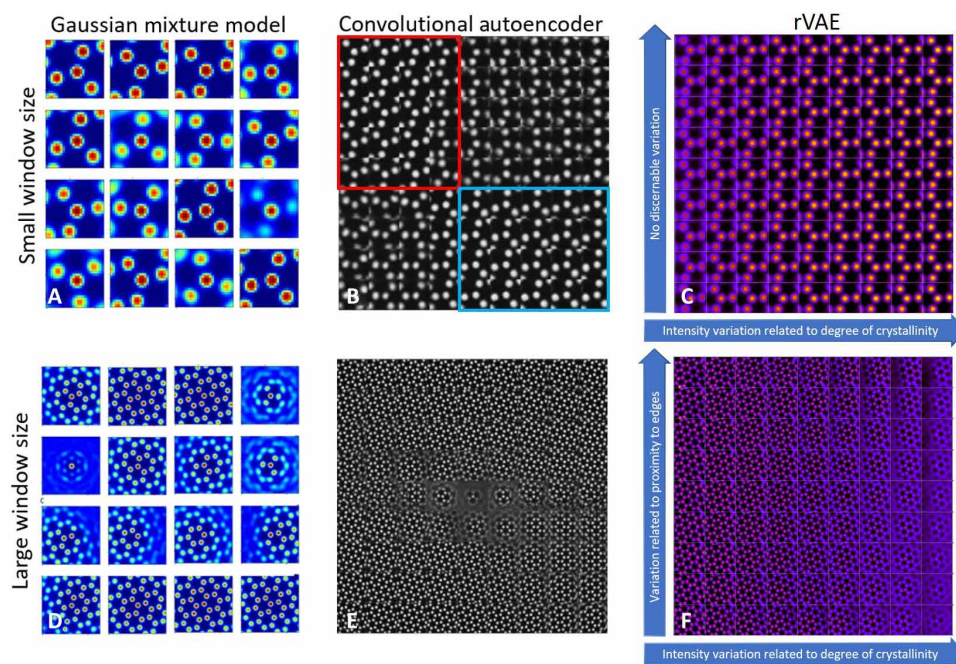 Gaussian mixture model
Convolutional autoencoder
rVAE
Small window size
A
B
No discernable variation
C
Intensity variation related to degree of crystallinity
Large window size
D
E
Variation related to proximity to edges
F
Intensity variation related to degree of crystallinity